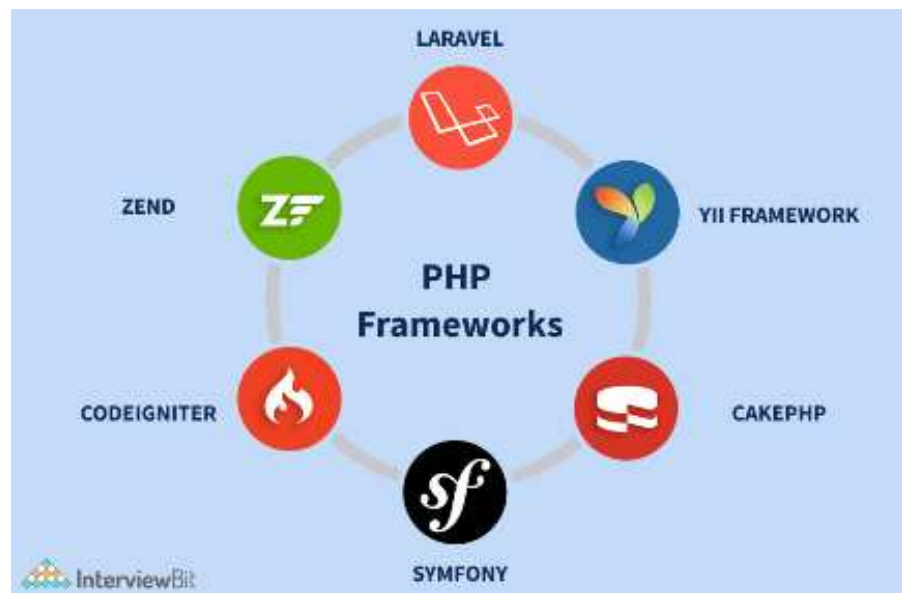 LARAVEL
ZEND
YII FRAMEWORK
PHP
Frameworks
CODEIGNITER
CAKEPHP
SYMFONY
InterviewBit